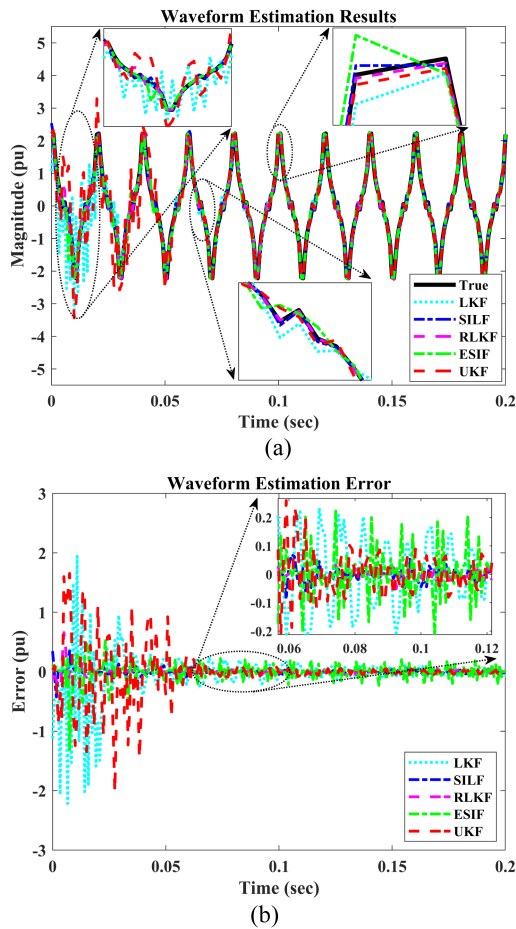 Waveform Estimation Results
5
4
3
2
1
0
-1
-2
-3
-4
-5
Magnitude (pu)
True
LKF
SILF
RLKF
ESIF
UKF
0
0.05
0.1
0.15
0.2
Time (sec)
(a)
Waveform Estimation Error
3
2
1
0
-1
-2
-3
Error (pu)
0.2
0.1
0
-0.1
-0.2
0.06
0.08
0.1
0.12
LKF
SILF
RLKF
ESIF
UKF
0
0.05
0.1
0.15
0.2
Time (sec)
(b)